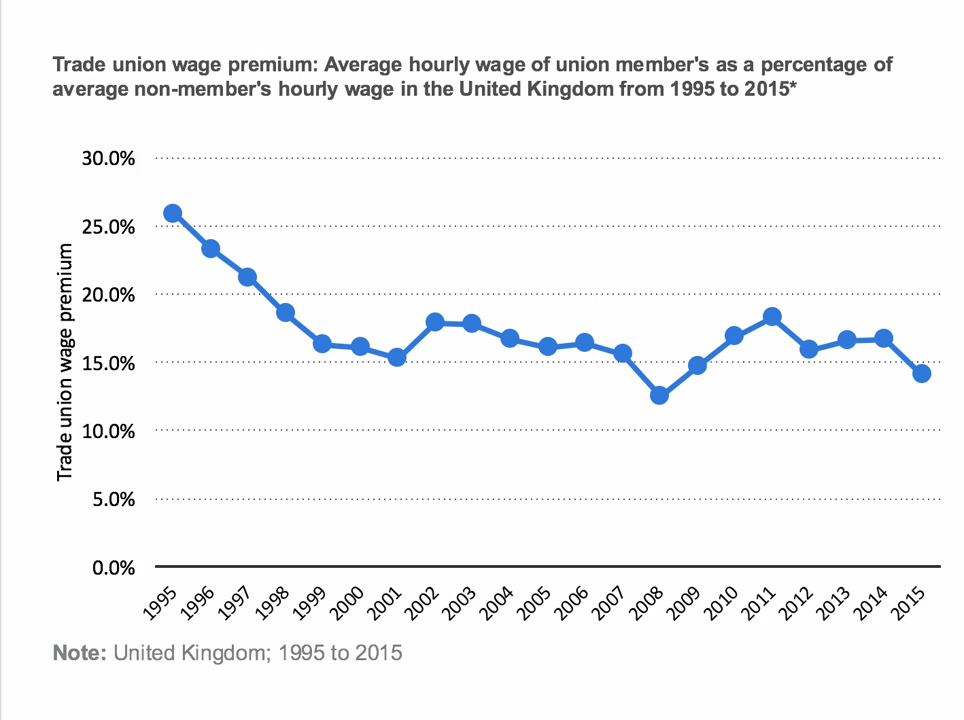 Trade union wage premium: Average hourly wage of union member's as a percentage of
average non-member's hourly wage in the United Kingdom from 1995 to 2015*
Trade union wage premium
30.0%
25.0%
20.0%
15.0%
10.0%
5.0%
0.0%
1995 1996 1997 1998 1999 2000 2001 2002 2003 2004 2005 2006 2007 2008 2009 2010 2011 2012 2013 2014 2015
Note: United Kingdom; 1995 to 2015